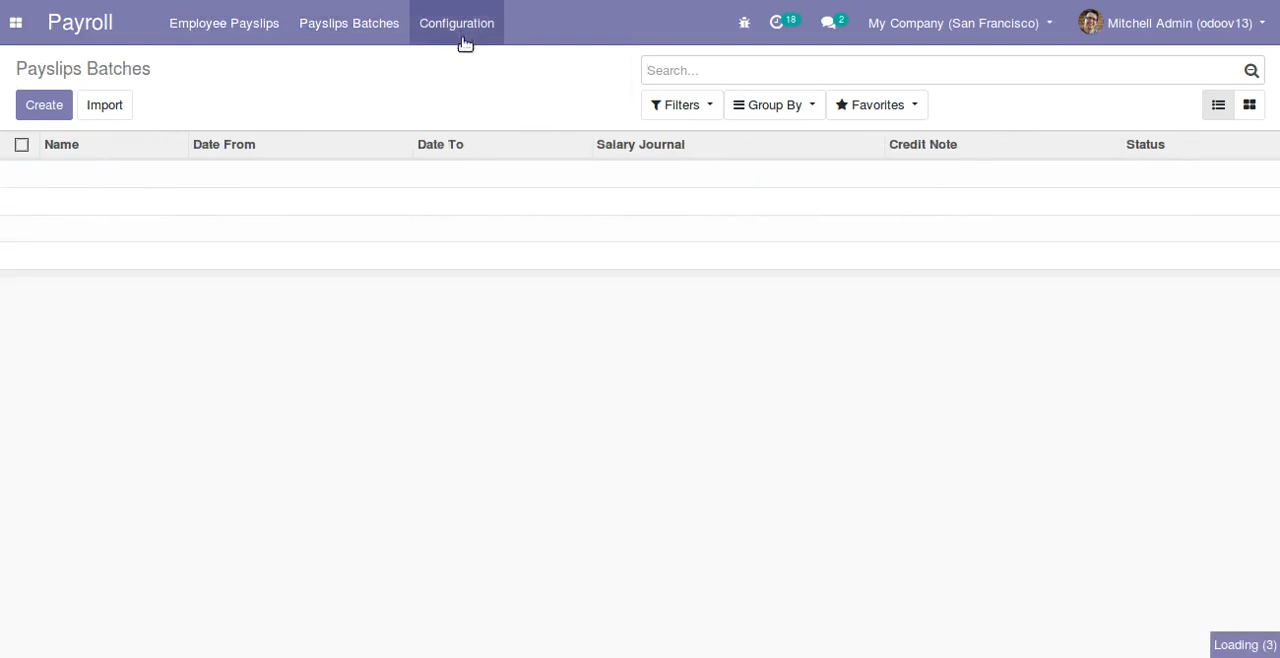 Payroll Employee Payslips Payslips Batches Configuration 18 2 My Company (San Francisco) Mitchell Admin (odoov13)
Payslips Batches Search...
Create Import Filters Group By Favorites
Name Date From Date To Salary Journal Credit Note Status
Loading (3)